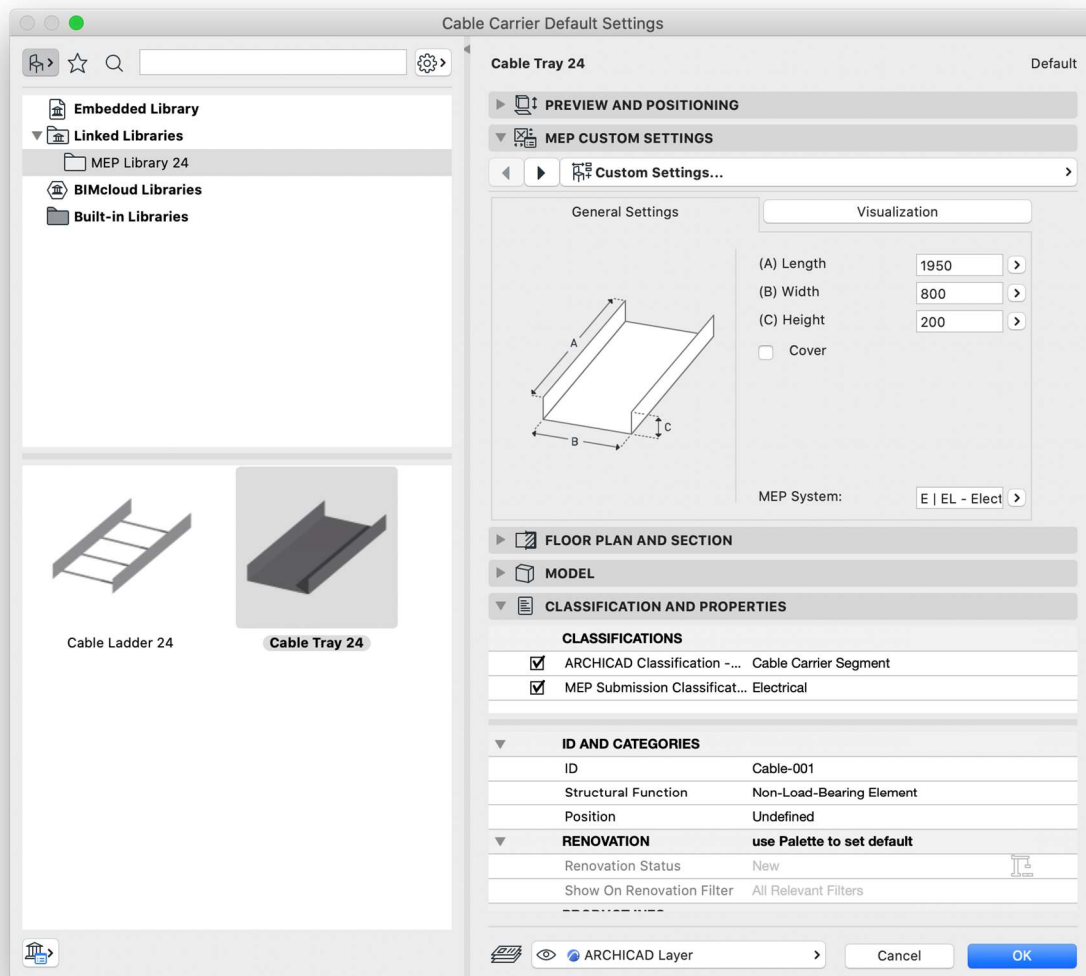 Cable Carrier Default Settings
Embedded Library
Linked Libraries
MEP Library 24
BIMcloud Libraries
Built-in Libraries
Cable Ladder 24
Cable Tray 24
Cable Tray 24
Default
PREVIEW AND POSITIONING
MEP CUSTOM SETTINGS
Custom Settings...
General Settings
Visualization
A
B
C
(A) Length 1950
(B) Width 800
(C) Height 200
Cover
MEP System: E | EL - Elect
FLOOR PLAN AND SECTION
MODEL
CLASSIFICATION AND PROPERTIES
CLASSIFICATIONS
ARCHICAD Classification -... Cable Carrier Segment
MEP Submission Classificat... Electrical
ID AND CATEGORIES
ID Cable-001
Structural Function Non-Load-Bearing Element
Position Undefined
RENOVATION use Palette to set default
Renovation Status New
Show On Renovation Filter All Relevant Filters
ARCHICAD Layer
Cancel
OK